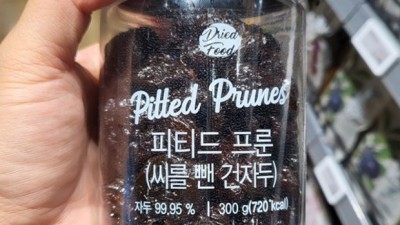 Dried
Food
Pitted Prunes
피티드 프룬
(씨를 뺀 건자두)
자두 99.95 % | 300 g(720 kcal)